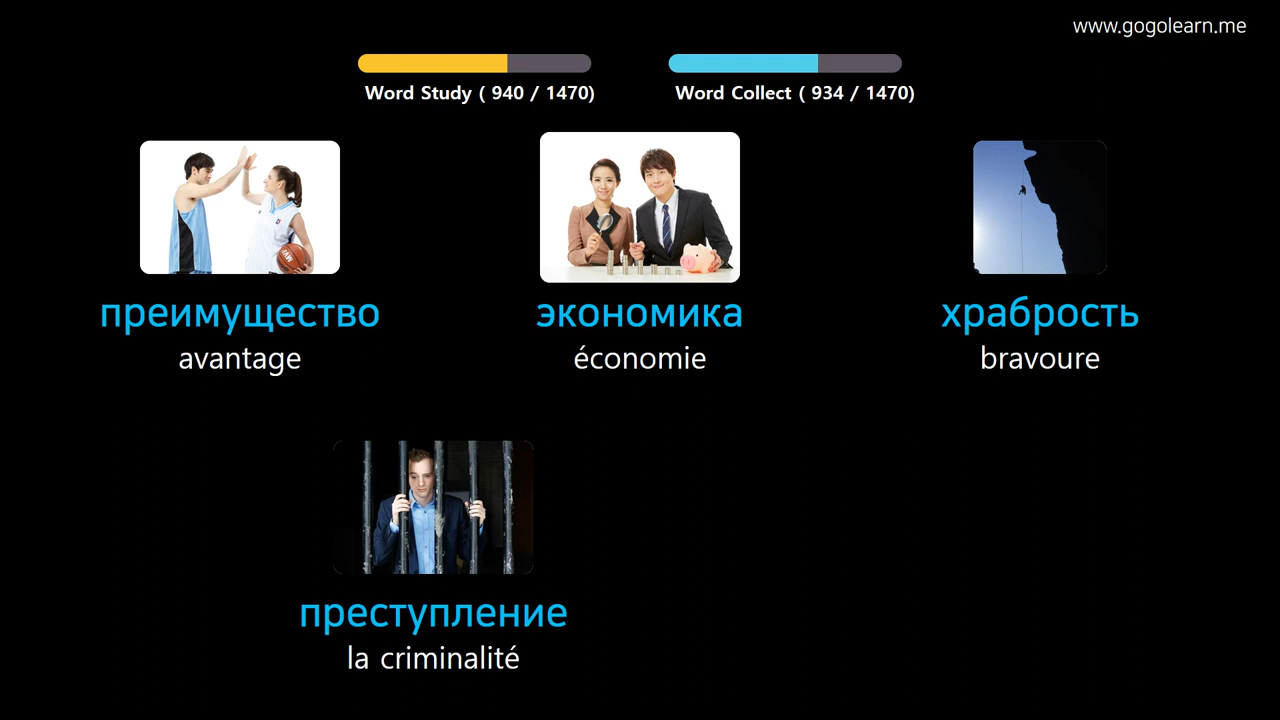 www.gogolearn.me
Word Study ( 940 / 1470)
Word Collect ( 934 / 1470)
преимущество
avantage
экономика
économie
храбрость
bravoure
преступление
la criminalité